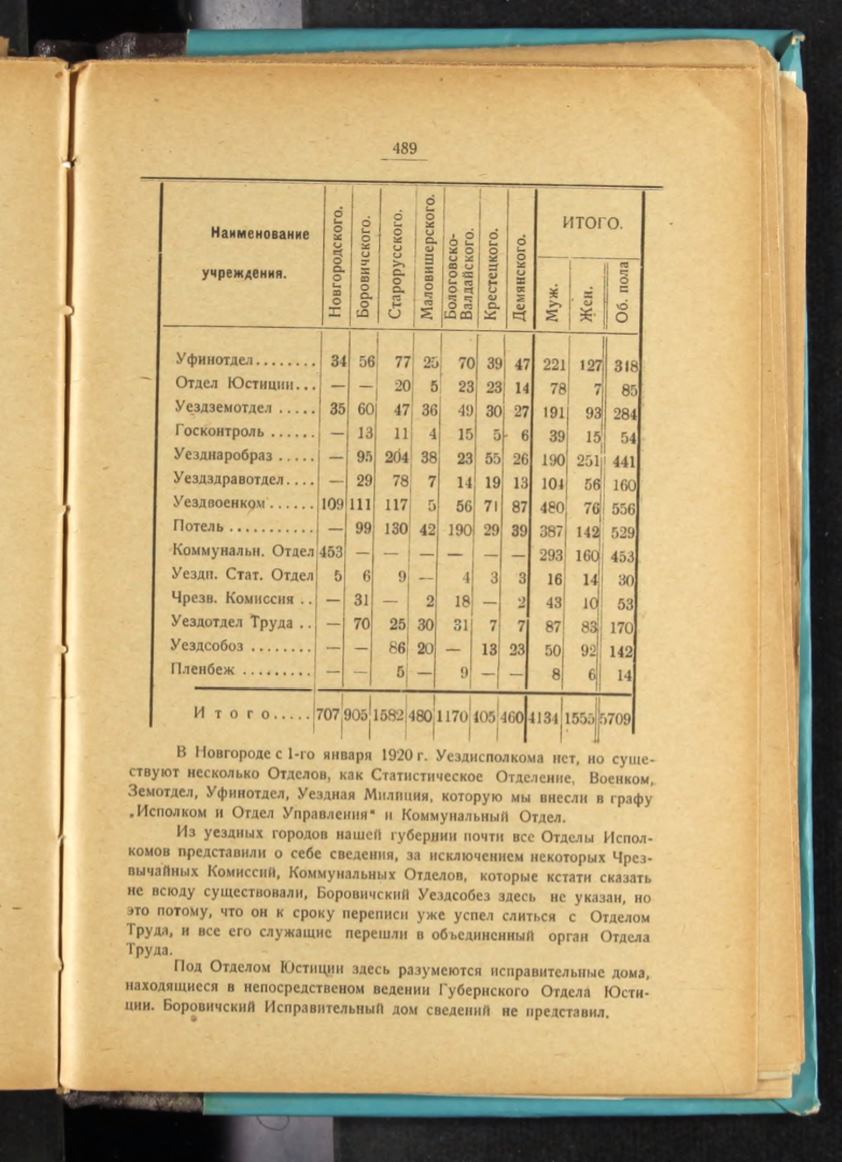 489
Наименование учреждения. Новгородского. Боровичского. Старорусского. Маловишерского. Бологовско-Валдайского. Крестецкого. Демянского. ИТОГО. Муж. Жен. Об. пола
Уфинотдел........ 34 56 77 25 70 39 47 221 127 318
Отдел Юстиции... — — 20 5 23 23 14 78 7 85
Уездземотдел ..... 35 60 47 36 49 30 27 191 93 284
Госконтроль ...... — 13 11 4 15 5 6 39 15 54
Уезднаробраз ..... — 95 204 38 23 55 26 190 251 441
Уездздравотдел.... — 29 78 7 14 19 13 104 56 160
Уездвоенком ...... 109 111 117 5 56 71 87 480 76 556
Потель ........... — 99 130 42 190 29 39 387 142 529
Коммунальн. Отдел 453 — — — — — — 293 160 453
Уездн. Стат. Отдел 5 6 9 — 4 3 3 16 14 30
Чрезв. Комиссия .. — 31 — 2 18 — 2 43 10 53
Уездотдел Труда .. — 70 25 30 31 7 7 87 83 170
Уездсобоз ........ — — 86 20 — 13 23 50 92 142
Пленбеж ......... — — 5 — 9 — — 8 6 14
Итого..... 707 905 1582 480 1170 405 460 4134 1555 5709
В Новгороде с 1-го января 1920 г. Уездисполкома нет, но суще-
ствуют несколько Отделов, как Статистическое Отделение, Военком,
Земотдел, Уфинотдел, Уездная Милиция, которую мы внесли в графу
„Исполком и Отдел Управления“ и Коммунальный Отдел.
Из уездных городов нашей губернии почти все Отделы Испол-
комов представили о себе сведения, за исключением некоторых Чрез-
вычайных Комиссий, Коммунальных Отделов, которые кстати сказать
не всюду существовали, Боровичский Уездсобез здесь не указан, но
это потому, что он к сроку переписи уже успел слиться с Отделом
Труда, и все его служащие перешли в объединенный орган Отдела
Труда.
Под Отделом Юстиции здесь разумеются исправительные дома,
находящиеся в непосредственом ведении Губернского Отдела Юсти-
ции. Боровичский Исправительный дом сведений не представил.